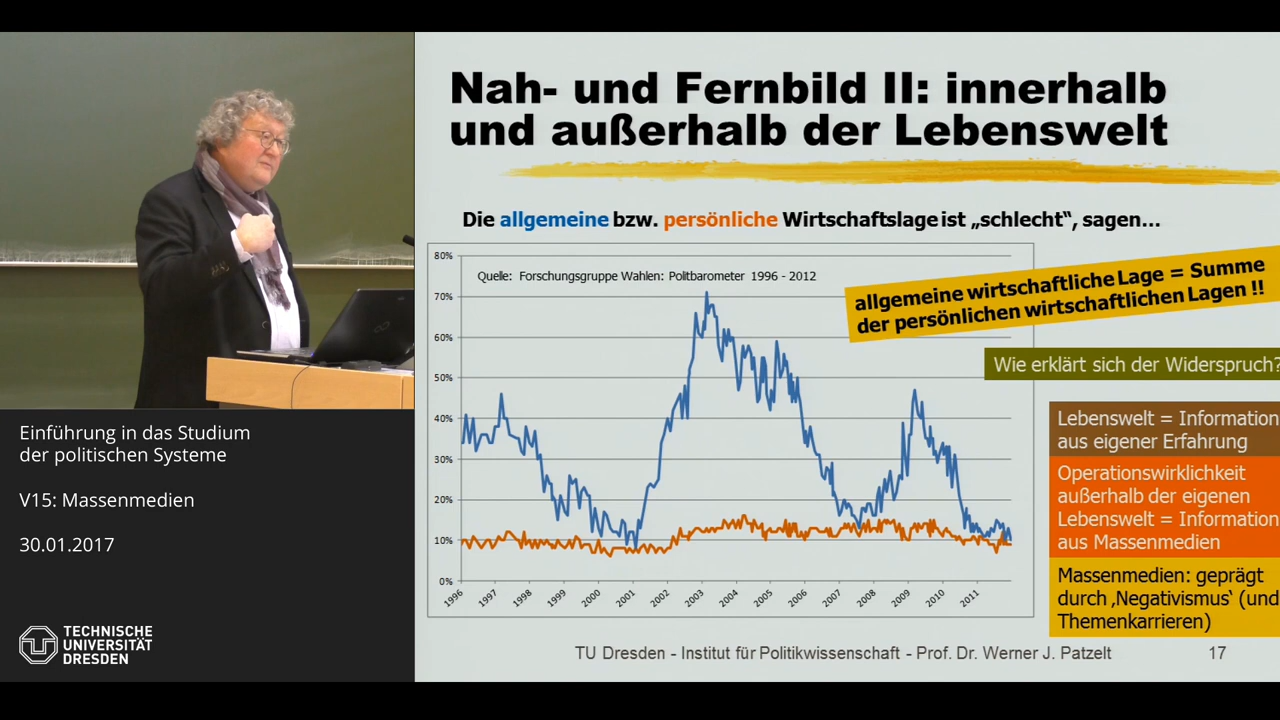 Nah- und Fernbild II: innerhalb
und außerhalb der Lebenswelt
Die allgemeine bzw. persönliche Wirtschaftslage ist „schlecht“, sagen...
Quelle: Forschungsgruppe Wahlen: Politbarometer 1996 - 2012
80%
70%
60%
50%
40%
30%
20%
10%
0%
1996 1997 1998 1999 2000 2001 2002 2003 2004 2005 2006 2007 2008 2009 2010 2011
allgemeine wirtschaftliche Lage = Summe
der persönlichen wirtschaftlichen Lagen !!
Wie erklärt sich der Widerspruch?
Lebenswelt = Information
aus eigener Erfahrung
Operationswirklichkeit
außerhalb der eigenen
Lebenswelt = Information
aus Massenmedien
Massenmedien: geprägt
durch ‚Negativismus‘ (und
Themenkarrieren)
TU Dresden - Institut für Politikwissenschaft - Prof. Dr. Werner J. Patzelt
17
Einführung in das Studium
der politischen Systeme
V15: Massenmedien
30.01.2017
TECHNISCHE
UNIVERSITÄT
DRESDEN